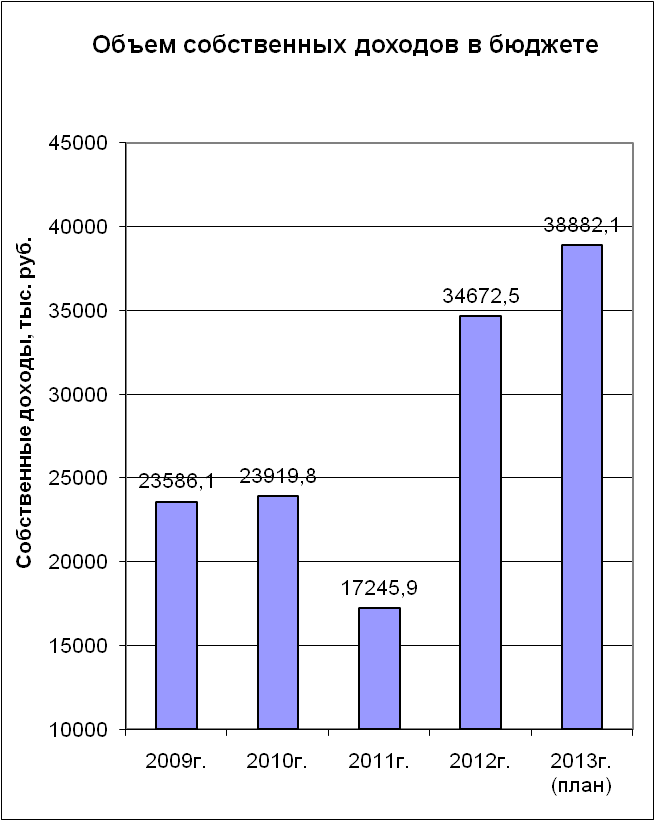 Объем собственных доходов в бюджете
Собственные доходы, тыс. руб.
45000
40000
35000
30000
25000
20000
15000
10000
23586,1
23919,8
17245,9
34672,5
38882,1
2009г.
2010г.
2011г.
2012г.
2013г.
(план)